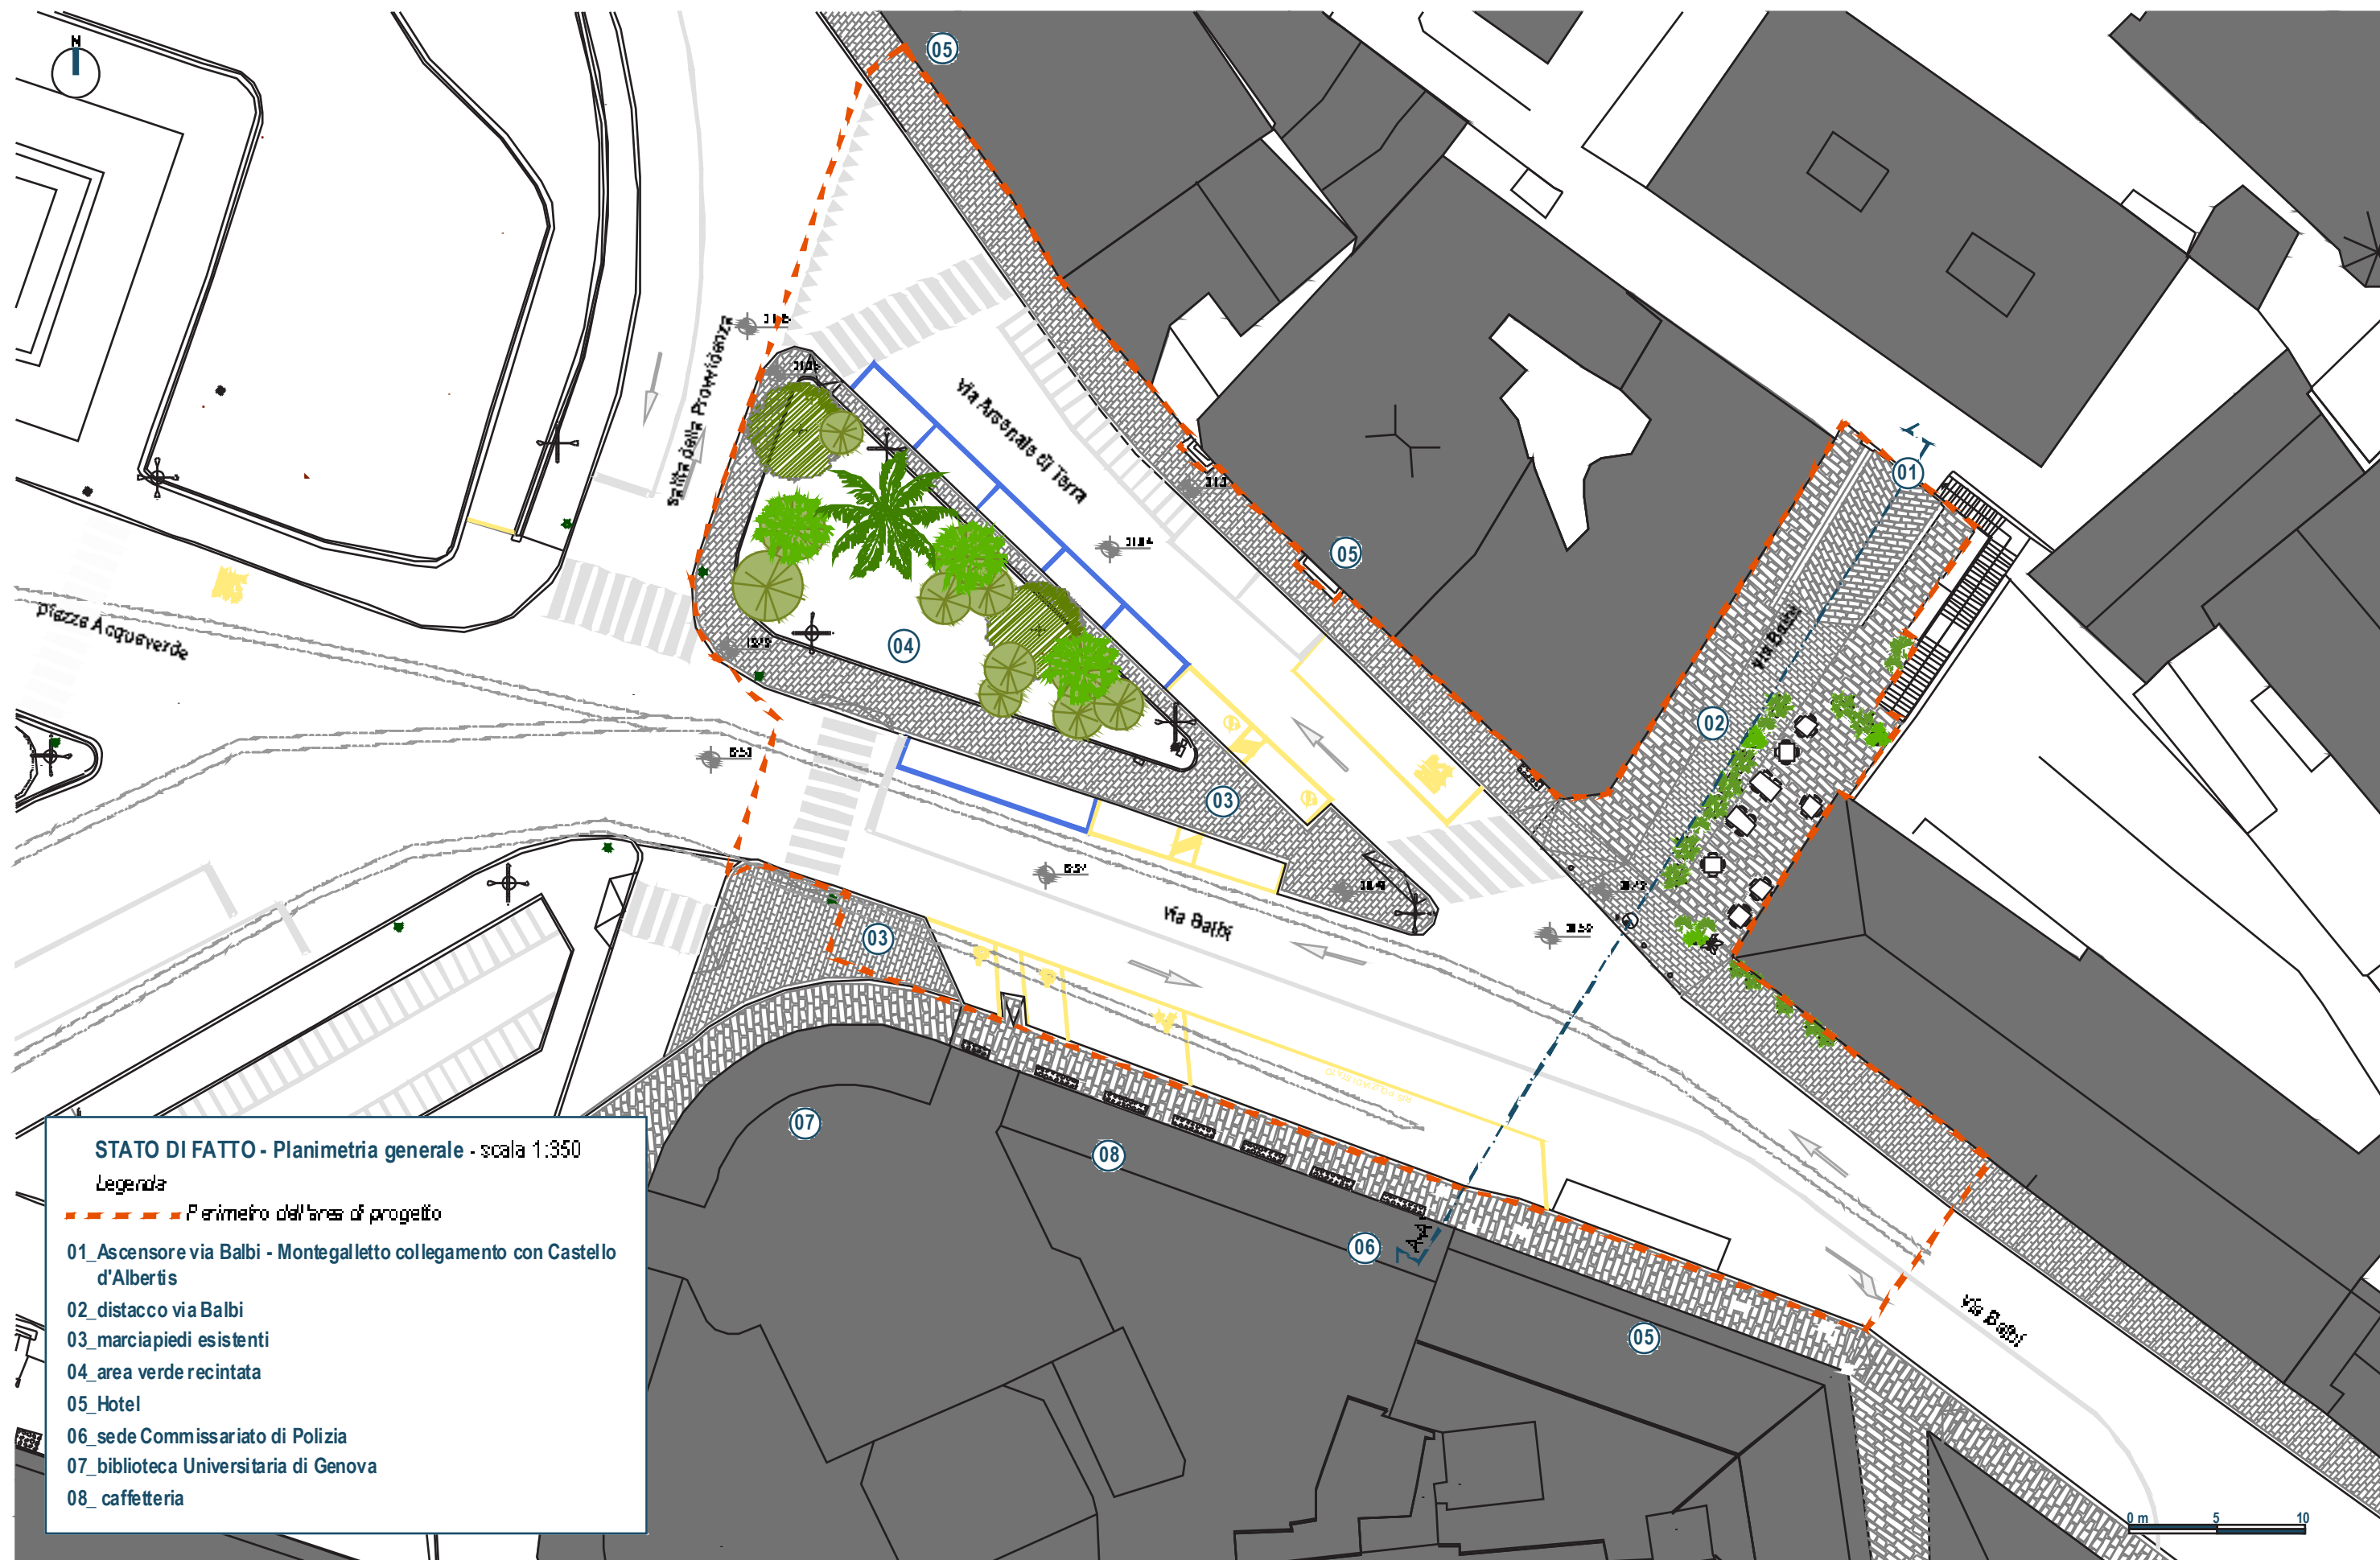 N
05
Salita della Provvidenza
via Arsenale di Terra
01
05
Piazza Acquaverde
04
02
via Balbi
03
03
via Balbi
07
08
06
05
via Balbi
STATO DI FATTO - Planimetria generale - scala 1:350
Legenda
Perimetro dell'area di progetto
01_Ascensore via Balbi - Montegalletto collegamento con Castello
d'Albertis
02_distacco via Balbi
03_marciapiedi esistenti
04_area verde recintata
05_Hotel
06_sede Commissariato di Polizia
07_biblioteca Universitaria di Genova
08_ caffetteria
0 m 5 10